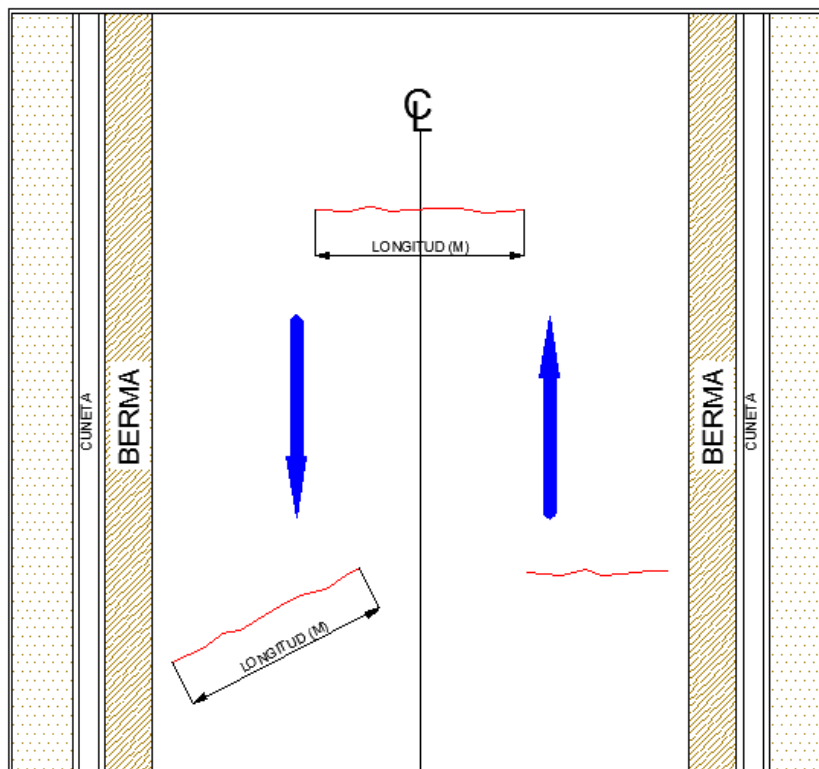 CL
LONGITUD (M)
CUNETA
BERMA
BERMA
CUNETA
LONGITUD (M)